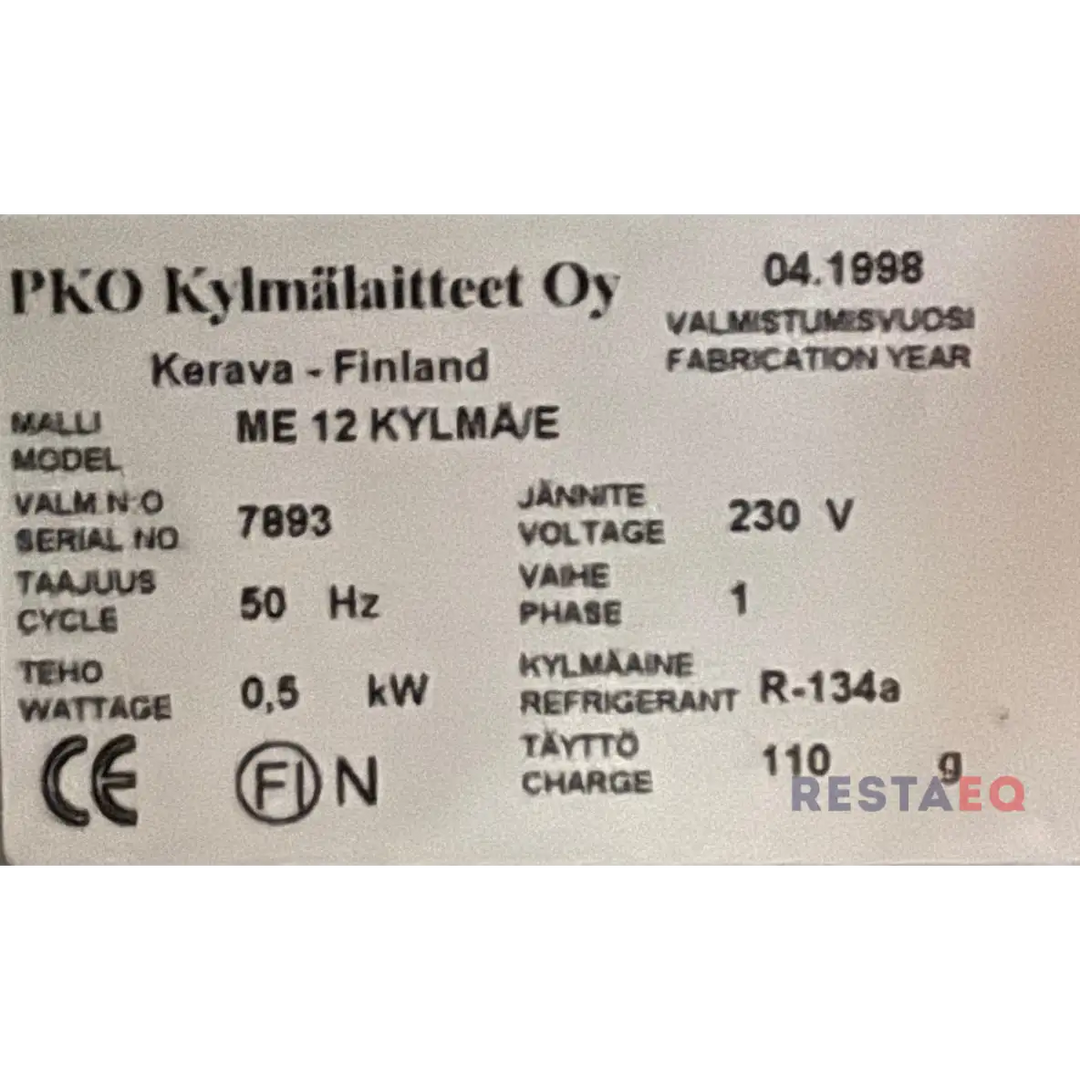 PKO Kylmälaitteet Oy
04.1998
VALMISTUMISVUOSI
FABRICATION YEAR
Kerava - Finland
MALLI
MODEL
ME 12 KYLMÄ/E
VALM N:O
SERIAL NO
7893
JÄNNITE
VOLTAGE
230 V
TAAJUUS
CYCLE
50 Hz
VAIHE
PHASE
1
TEHO
WATTAGE
0,5 kW
KYLMÄAINE
REFRIGERANT
R-134a
CE
FI N
TÄYTTÖ
CHARGE
110 g
RESTAEQ